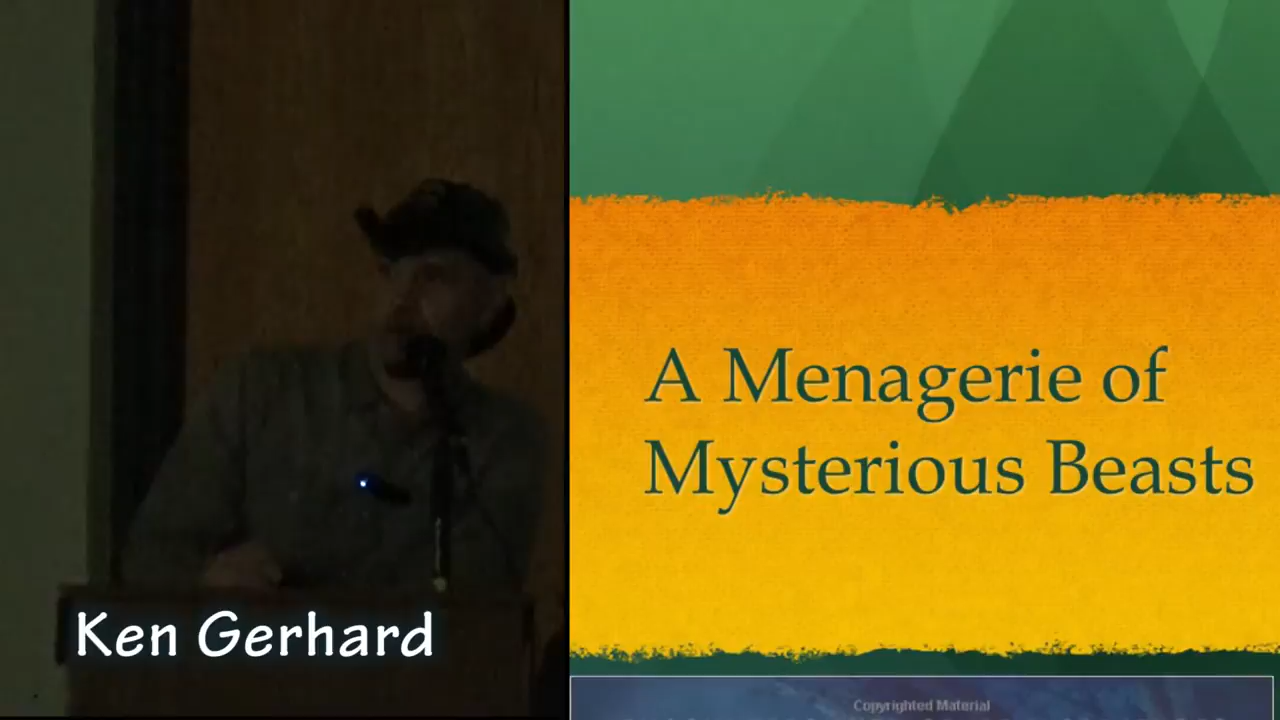 Ken Gerhard
A Menagerie of
Mysterious Beasts
Copyrighted Material